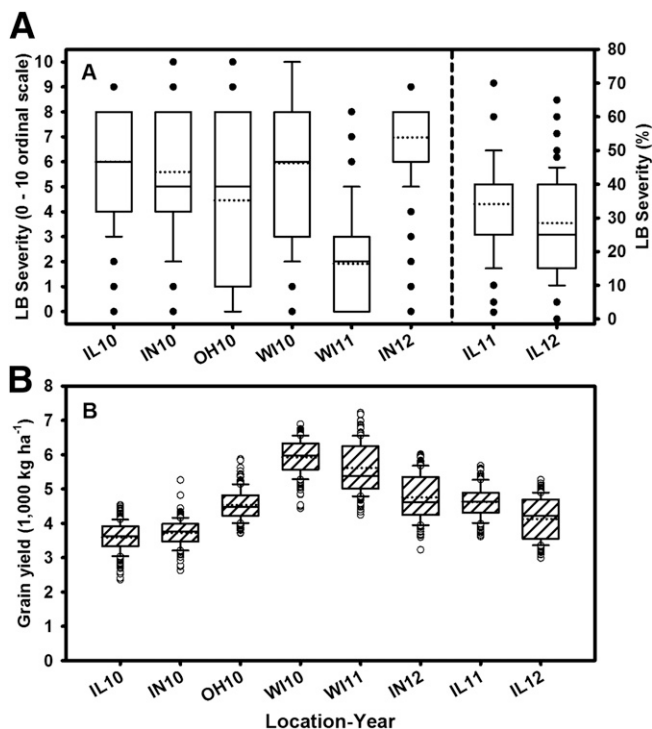 A
A
LB Severity (0 - 10 ordinal scale)
10
9
8
7
6
5
4
3
2
1
0
80
70
60
50
40
30
20
10
0
LB Severity (%)
IL10 IN10 OH10 WI10 WI11 IN12 IL11 IL12
B
B
Grain yield (1,000 kg ha⁻¹)
8
7
6
5
4
3
2
1
0
IL10 IN10 OH10 WI10 WI11 IN12 IL11 IL12
Location-Year